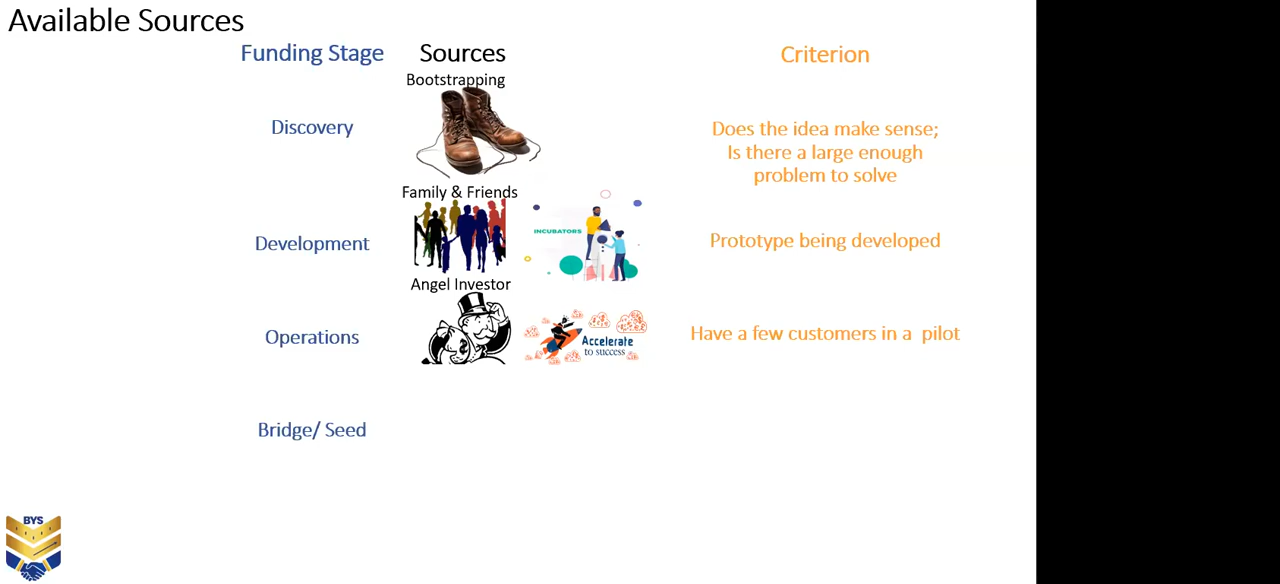 Available Sources
Funding Stage
Sources
Criterion
Bootstrapping
Discovery
Does the idea make sense;
Is there a large enough
problem to solve
Family & Friends
INCUBATORS
Development
Prototype being developed
Angel Investor
Operations
Accelerate
to success
Have a few customers in a pilot
Bridge/ Seed
BYS